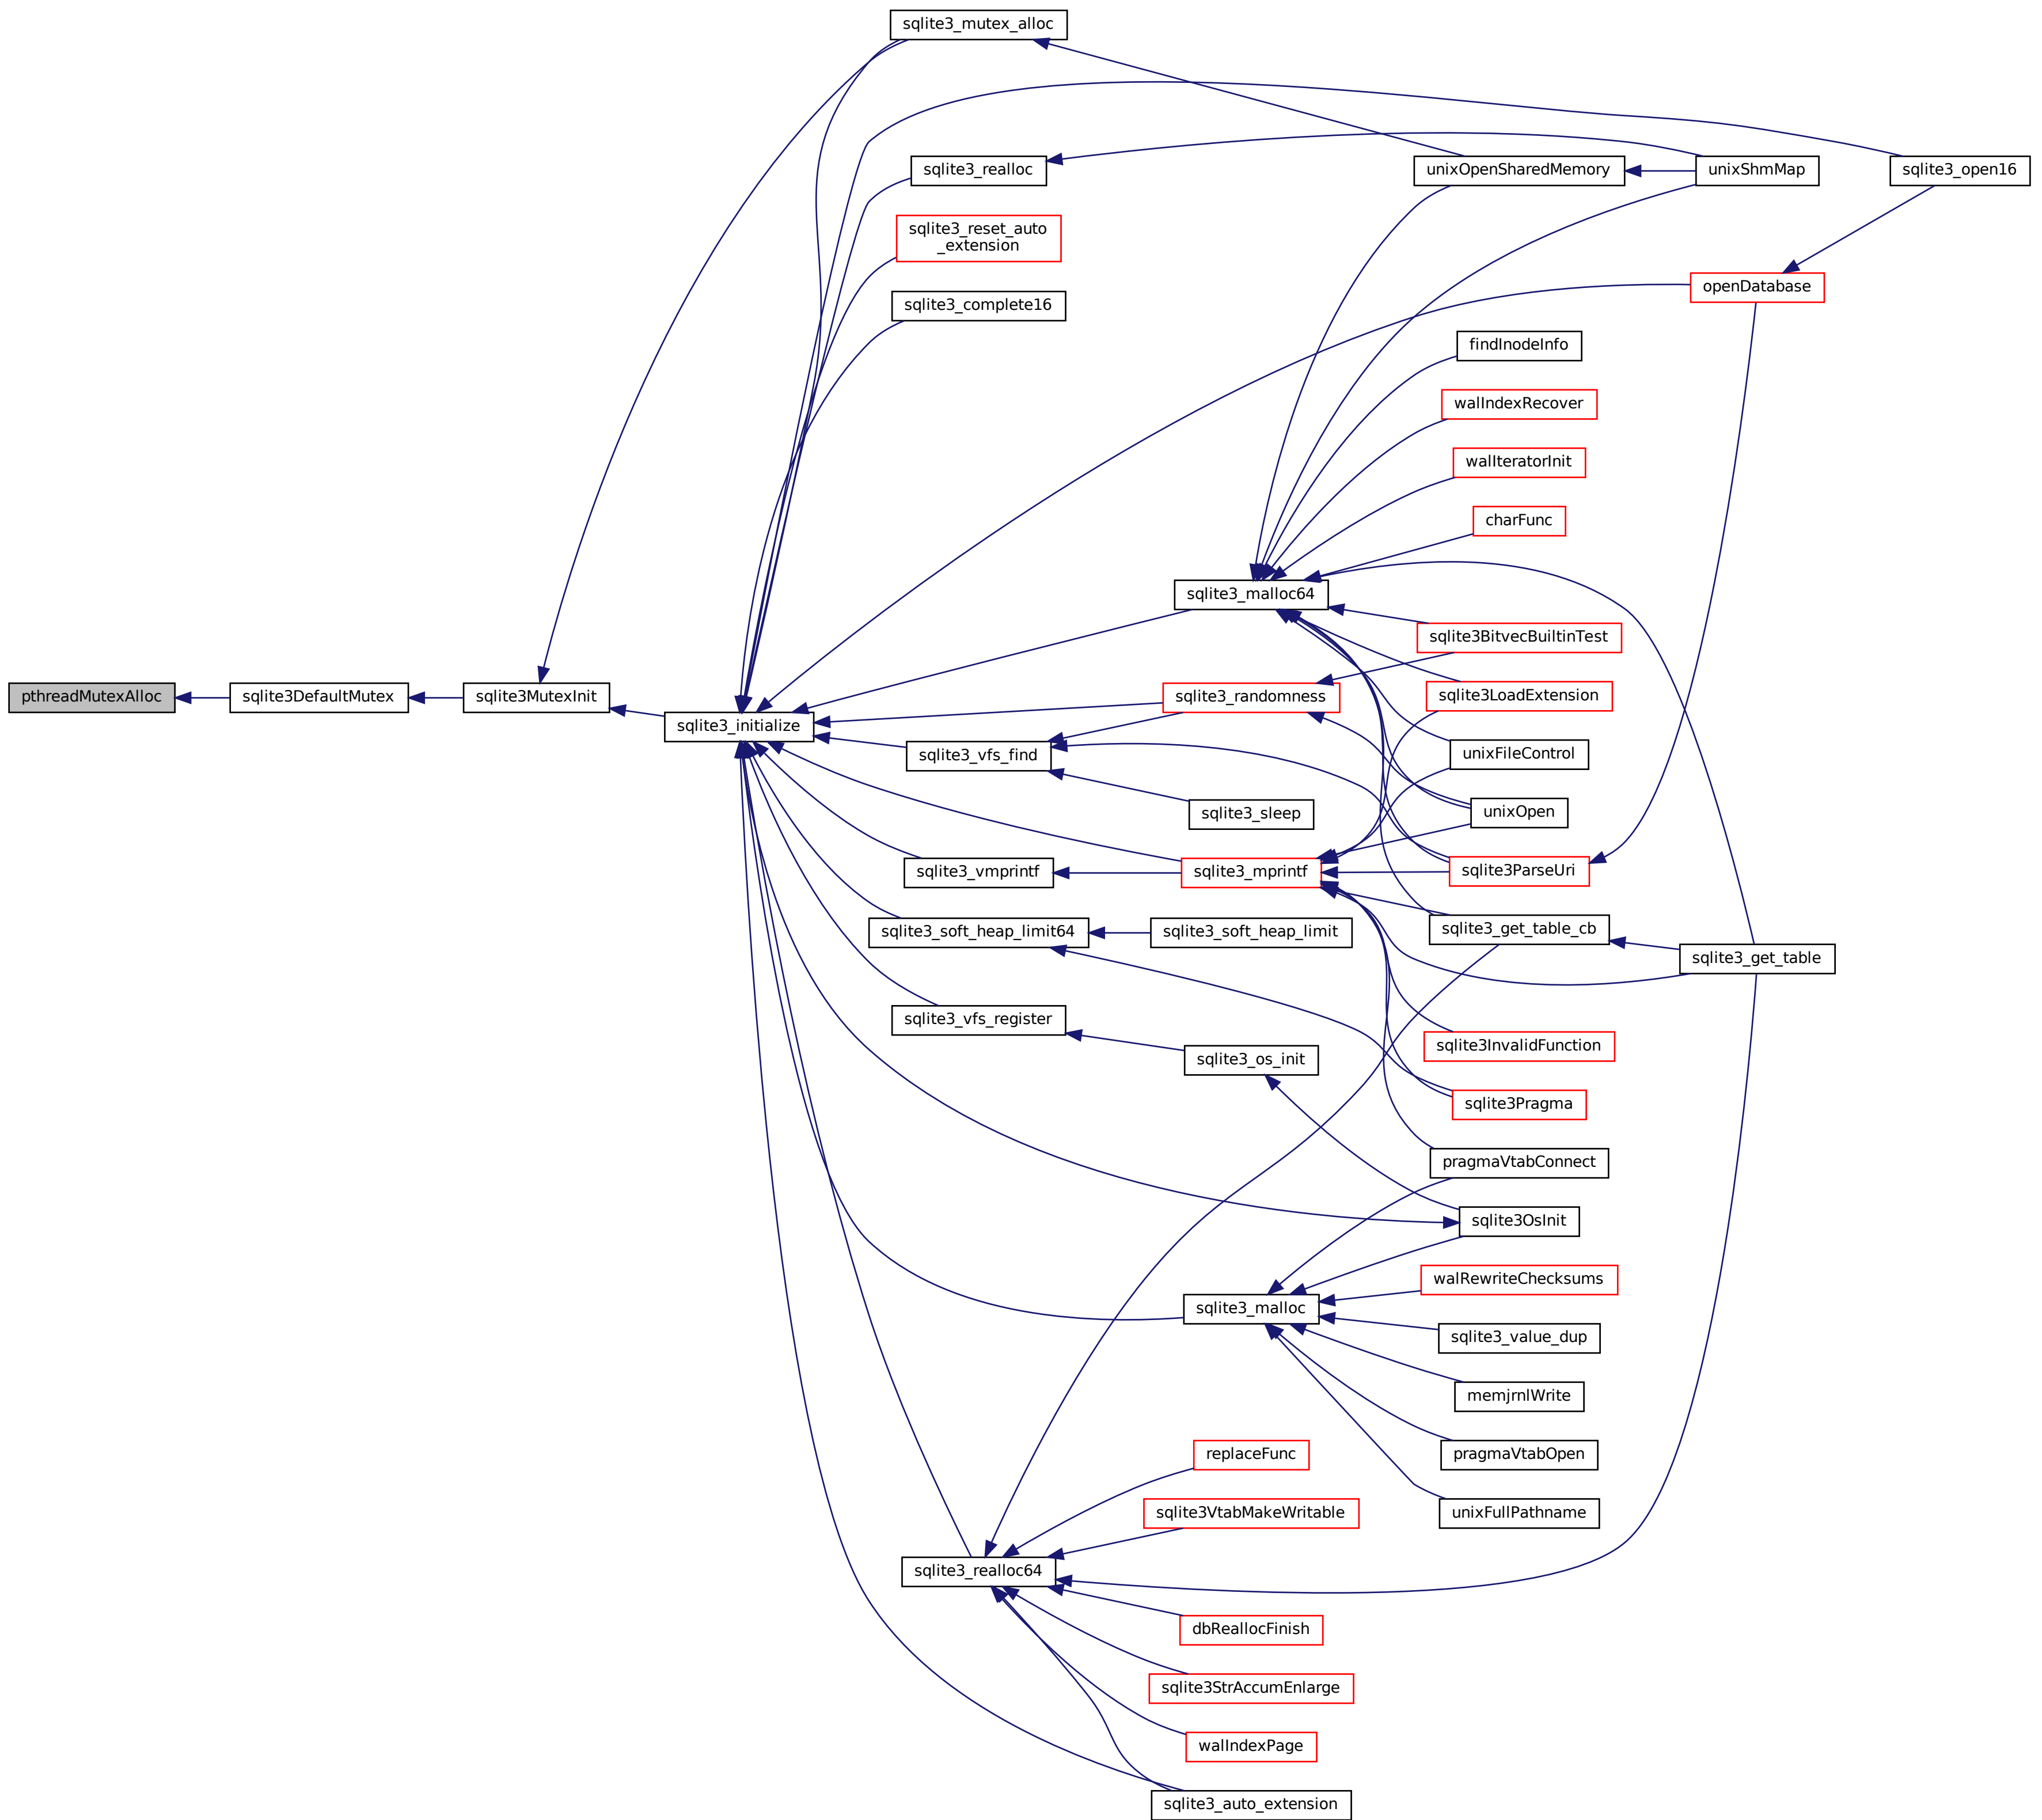 sqlite3_mutex_alloc
sqlite3_realloc
unixOpenSharedMemory
unixShmMap
sqlite3_open16
sqlite3_reset_auto
_extension
openDatabase
sqlite3_complete16
findInodeInfo
walIndexRecover
walIteratorInit
charFunc
sqlite3_malloc64
sqlite3BitvecBuiltinTest
pthreadMutexAlloc
sqlite3DefaultMutex
sqlite3MutexInit
sqlite3_randomness
sqlite3LoadExtension
sqlite3_initialize
sqlite3_vfs_find
unixFileControl
sqlite3_sleep
unixOpen
sqlite3_vmprintf
sqlite3_mprintf
sqlite3ParseUri
sqlite3_soft_heap_limit64
sqlite3_soft_heap_limit
sqlite3_get_table_cb
sqlite3_get_table
sqlite3_vfs_register
sqlite3InvalidFunction
sqlite3_os_init
sqlite3Pragma
pragmaVtabConnect
sqlite3OsInit
walRewriteChecksums
sqlite3_malloc
sqlite3_value_dup
memjrnlWrite
replaceFunc
pragmaVtabOpen
sqlite3VtabMakeWritable
unixFullPathname
sqlite3_realloc64
dbReallocFinish
sqlite3StrAccumEnlarge
walIndexPage
sqlite3_auto_extension